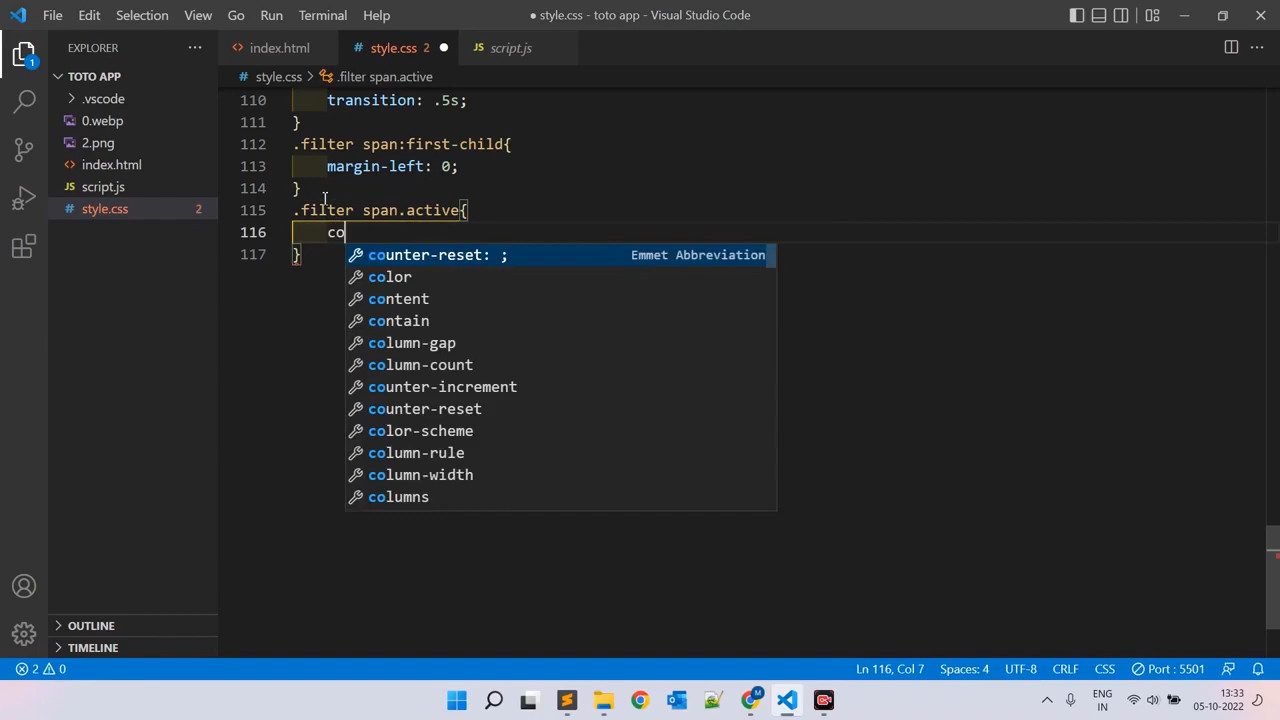 File Edit Selection View Go Run Terminal Help
● style.css - toto app - Visual Studio Code
EXPLORER
TOTO APP
.vscode
0.webp
2.png
index.html
JS script.js
# style.css 2
OUTLINE
TIMELINE
1
index.html
# style.css 2 ●
JS script.js
# style.css > .filter span.active
110 transition: .5s;
111 }
112 .filter span:first-child{
113 margin-left: 0;
114 }
115 .filter span.active{
116 co
117 }
counter-reset: ; Emmet Abbreviation
color
content
contain
column-gap
column-count
counter-increment
counter-reset
color-scheme
column-rule
column-width
columns
2 0
Ln 116, Col 7 Spaces: 4 UTF-8 CRLF CSS Port : 5501
M
ENG
IN
13:33
05-10-2022